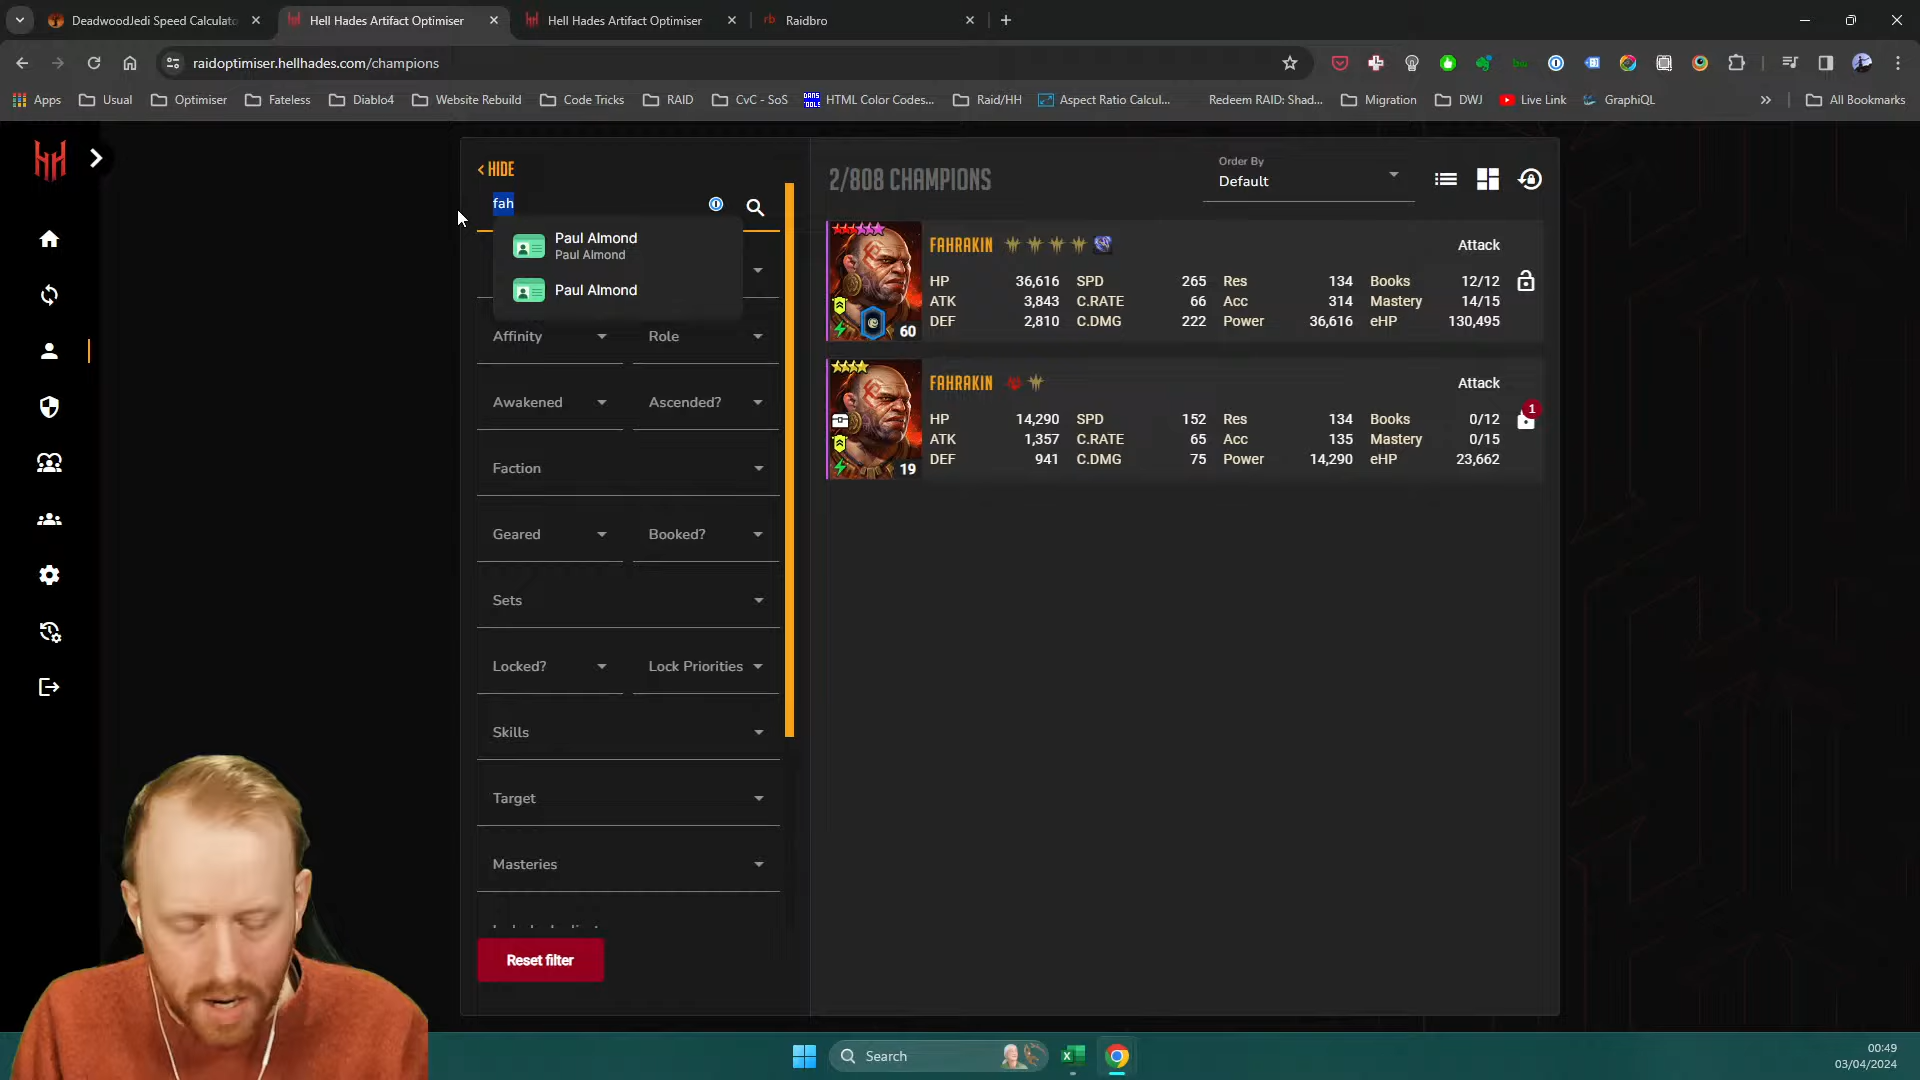 DeadwoodJedi Speed Calculato
Hell Hades Artifact Optimiser
Hell Hades Artifact Optimiser
Raidbro
raidoptimiser.hellhades.com/champions
Apps
Usual
Optimiser
Fateless
Diablo4
Website Rebuild
Code Tricks
RAID
CvC - SoS
HTML Color Codes...
Raid/HH
Aspect Ratio Calcul...
Redeem RAID: Shad...
Migration
DWJ
Live Link
GraphiQL
All Bookmarks
< HIDE
fah
Paul Almond
Paul Almond
Paul Almond
Affinity
Role
Awakened
Ascended?
Faction
Geared
Booked?
Sets
Locked?
Lock Priorities
Skills
Target
Masteries
Reset filter
2/808 CHAMPIONS
Order By
Default
FAHRAKIN
Attack
HP 36,616 SPD 265 Res 134 Books 12/12
ATK 3,843 C.RATE 66 Acc 314 Mastery 14/15
DEF 2,810 C.DMG 222 Power 36,616 eHP 130,495
60
FAHRAKIN
Attack
HP 14,290 SPD 152 Res 134 Books 0/12
ATK 1,357 C.RATE 65 Acc 135 Mastery 0/15
DEF 941 C.DMG 75 Power 14,290 eHP 23,662
19
1
Search
00:49
03/04/2024